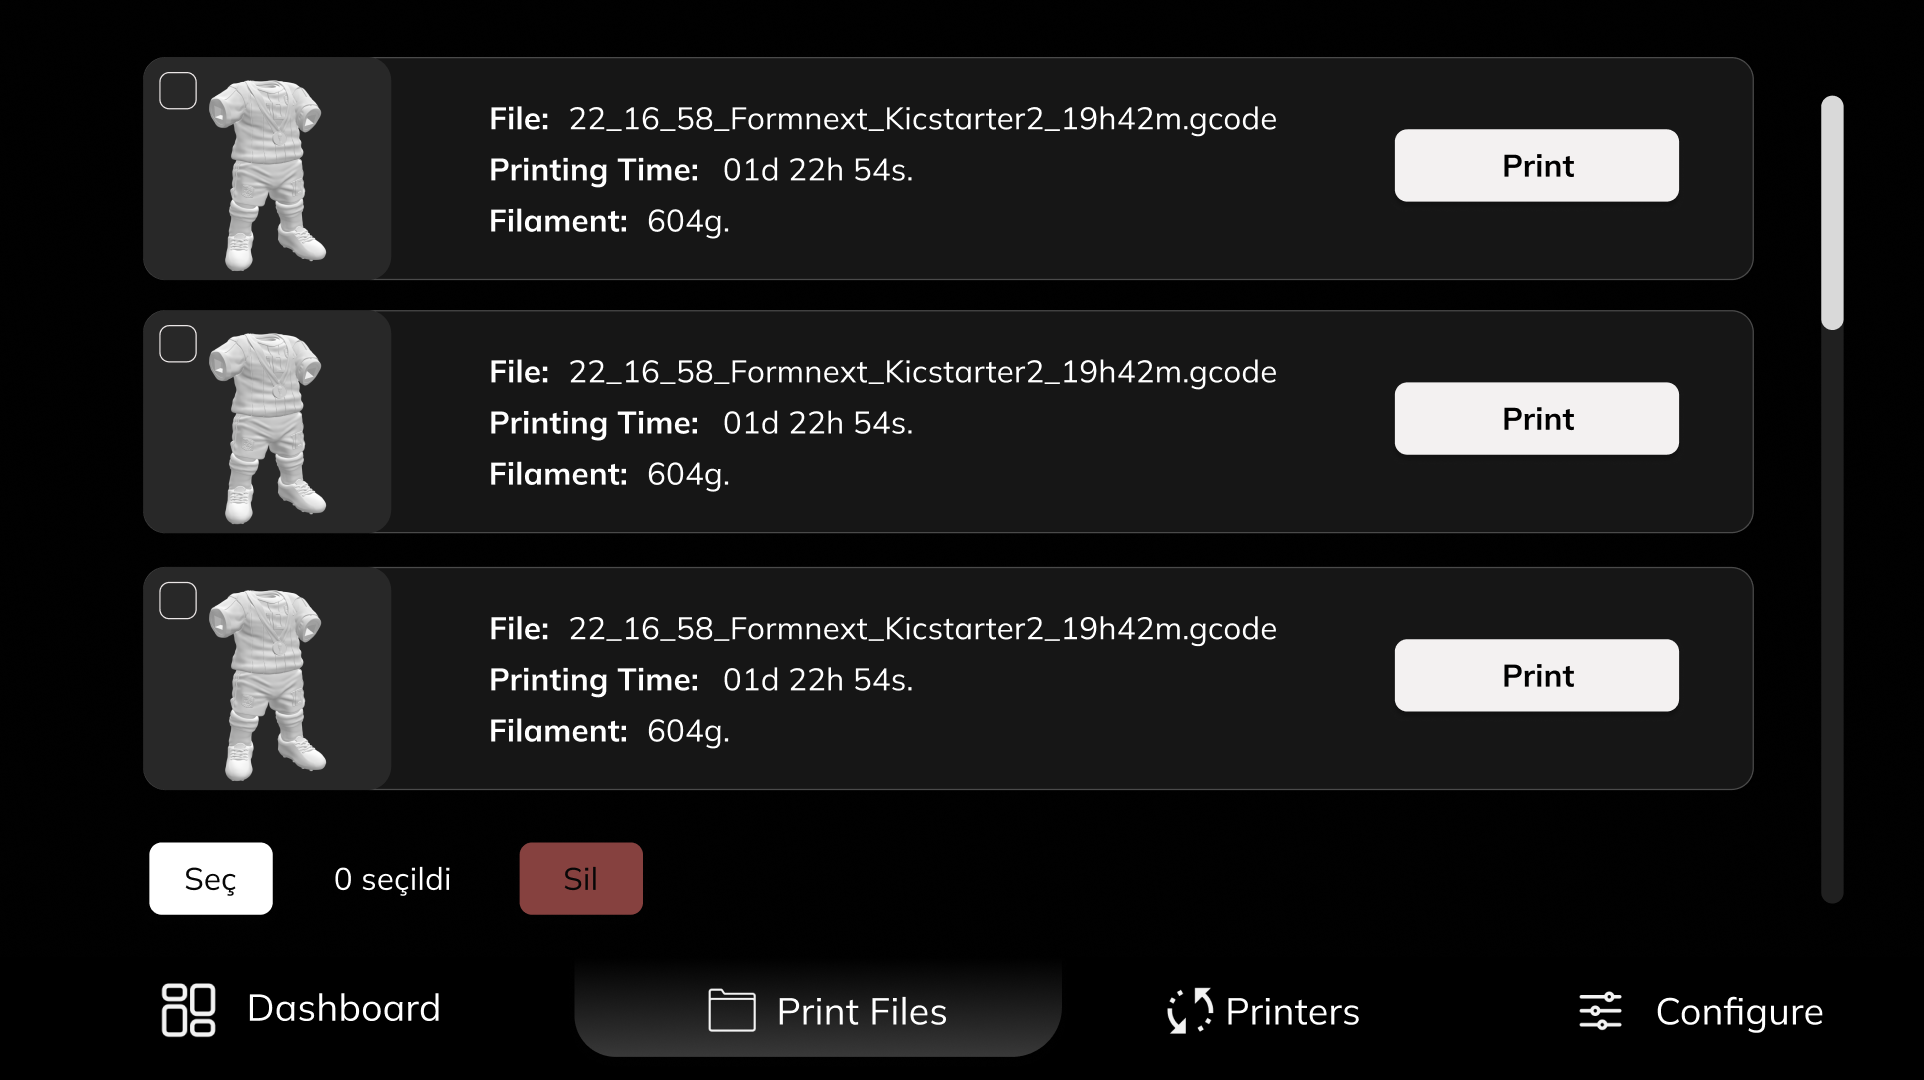 File: 22_16_58_Formnext_Kicstarter2_19h42m.gcode
Printing Time: 01d 22h 54s.
Filament: 604g.
Print
File: 22_16_58_Formnext_Kicstarter2_19h42m.gcode
Printing Time: 01d 22h 54s.
Filament: 604g.
Print
File: 22_16_58_Formnext_Kicstarter2_19h42m.gcode
Printing Time: 01d 22h 54s.
Filament: 604g.
Print
Seç 0 seçildi Sil
Dashboard Print Files Printers Configure